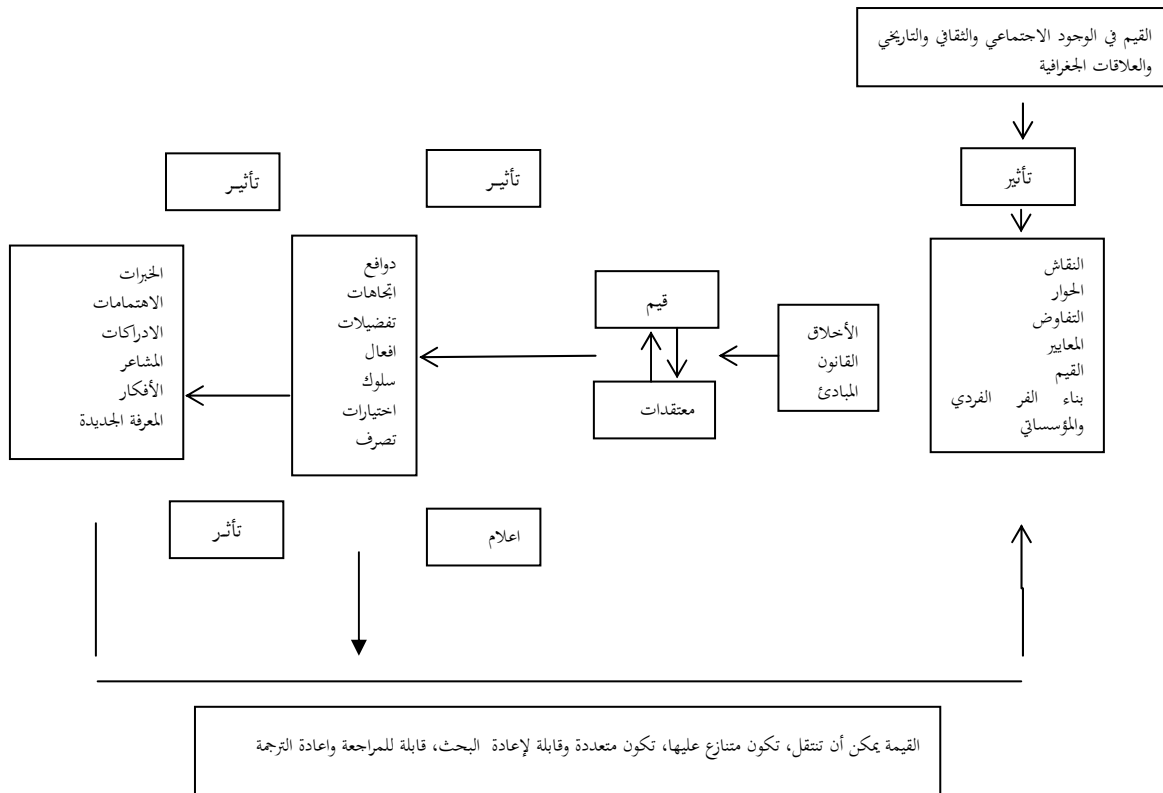 القيم في الوجود الاجتماعي والثقافي والتاريخي
والعلاقات الجغرافية
تأثير
النقاش
الحوار
التفاوض
المعايير
القيم
بناء الفر الفردي
والمؤسساتي
الأخلاق
القانون
المبادئ
قيم
معتقدات
تأثيـر
اعلام
دوافع
اتجاهات
تفضيلات
افعال
سلوك
اختيارات
تصرف
تأثيـر
تأثـر
الخبرات
الاهتمامات
الادراكات
المشاعر
الأفكار
المعرفة الجديدة
القيمة يمكن أن تنتقل، تكون متنازع عليها، تكون متعددة وقابلة لإعادة البحث، قابلة للمراجعة واعادة الترجمة